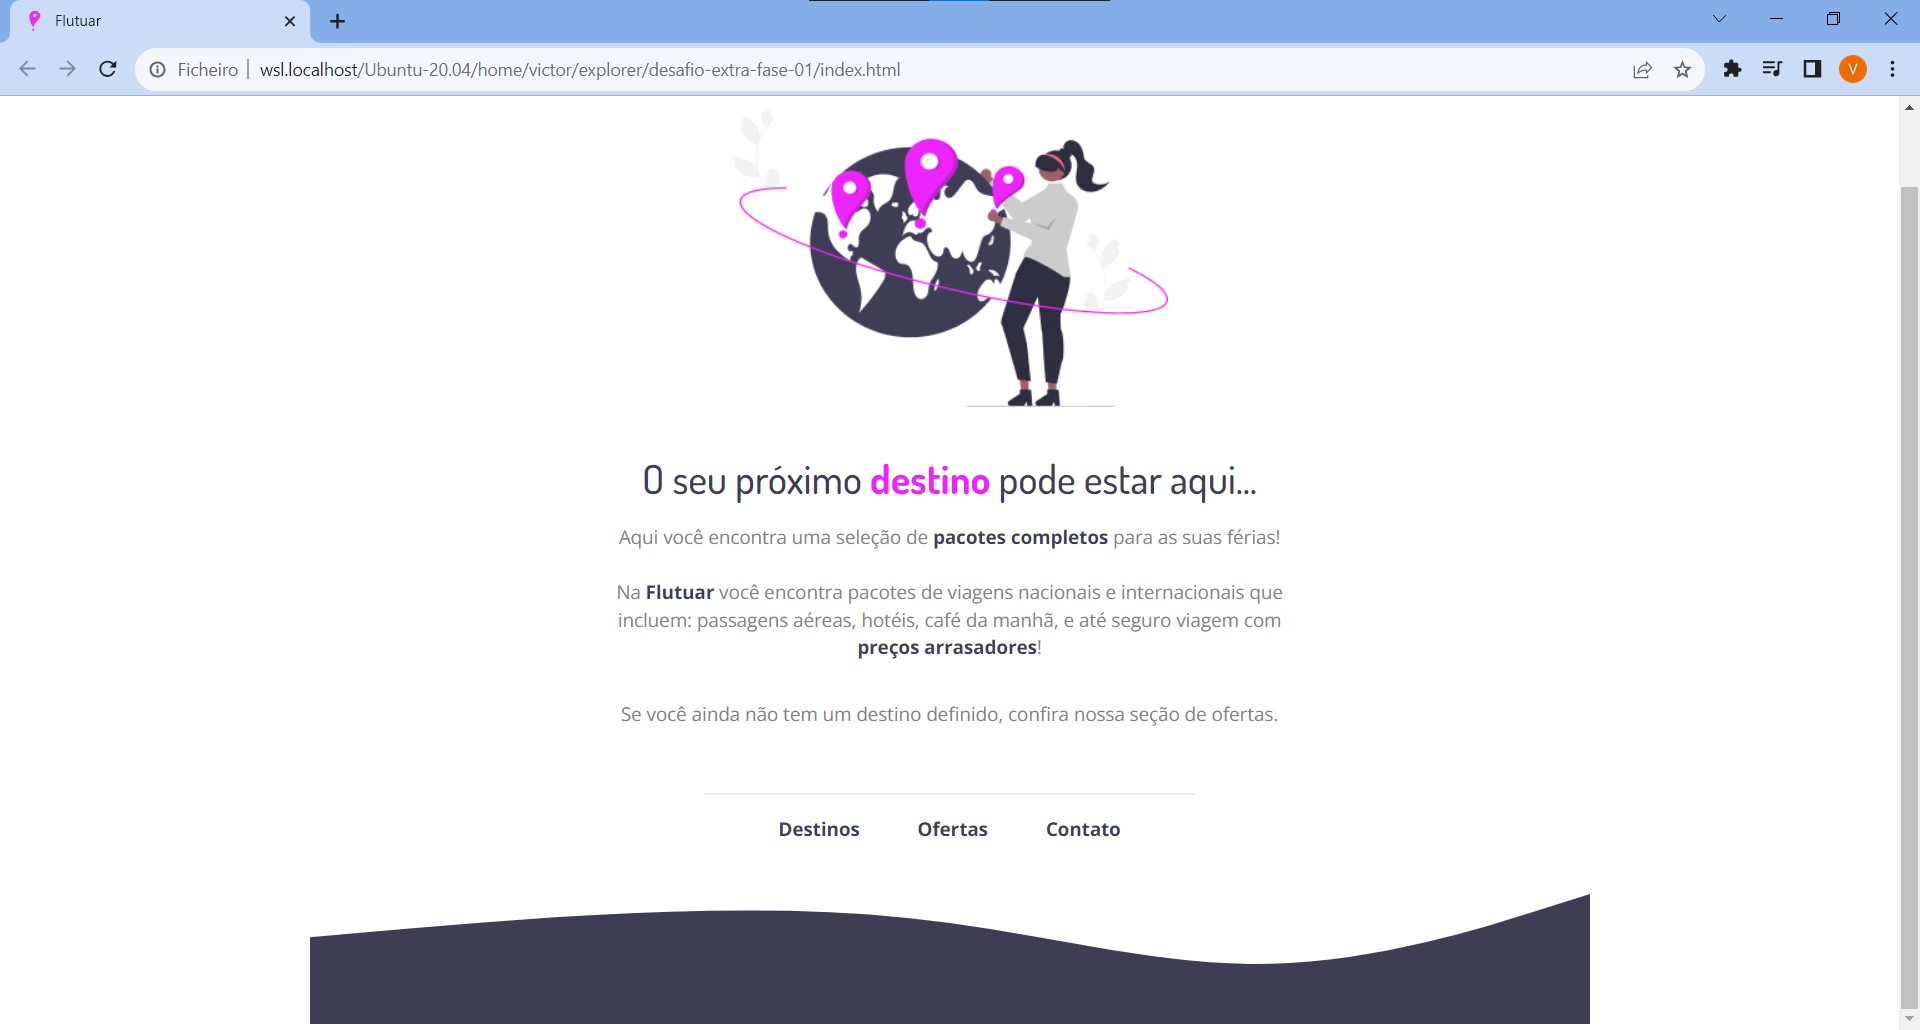 Flutuar
Ficheiro wsl.localhost/Ubuntu-20.04/home/victor/explorer/desafio-extra-fase-01/index.html
V
O seu próximo destino pode estar aqui...
Aqui você encontra uma seleção de pacotes completos para as suas férias!
Na Flutuar você encontra pacotes de viagens nacionais e internacionais que
incluem: passagens aéreas, hotéis, café da manhã, e até seguro viagem com
preços arrasadores!
Se você ainda não tem um destino definido, confira nossa seção de ofertas.
Destinos Ofertas Contato